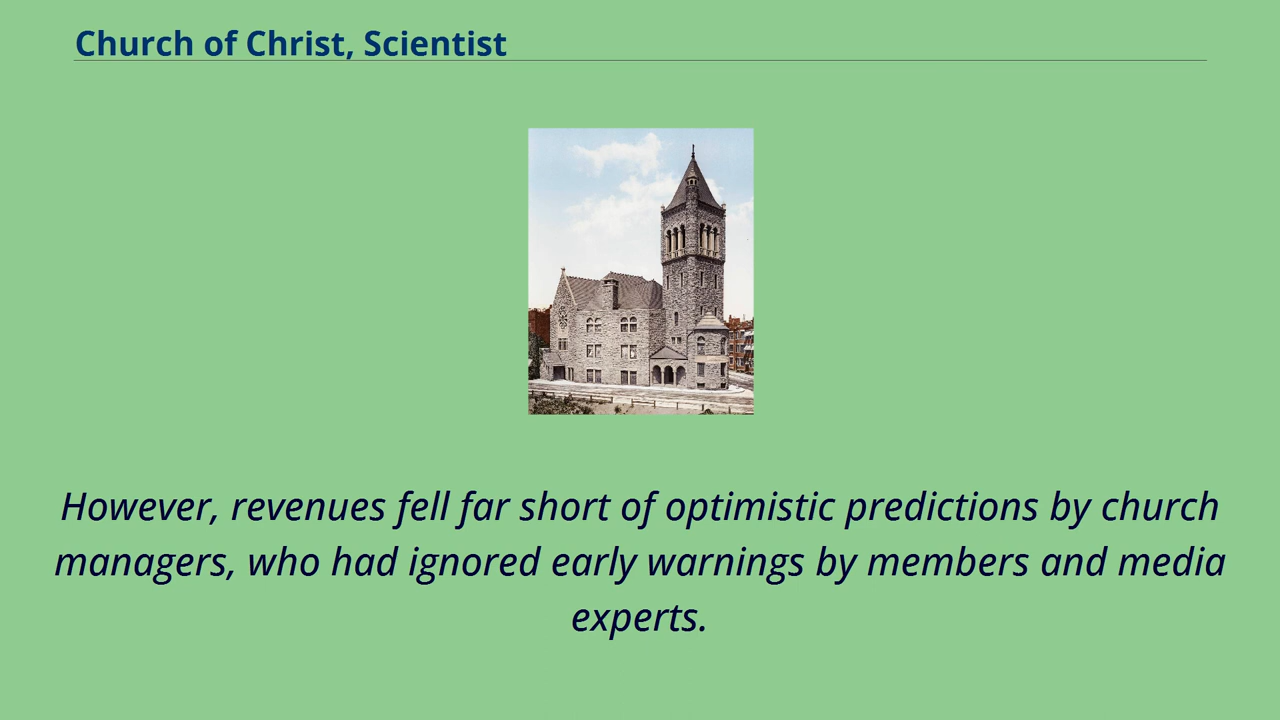 Church of Christ, Scientist
However, revenues fell far short of optimistic predictions by church
managers, who had ignored early warnings by members and media
experts.